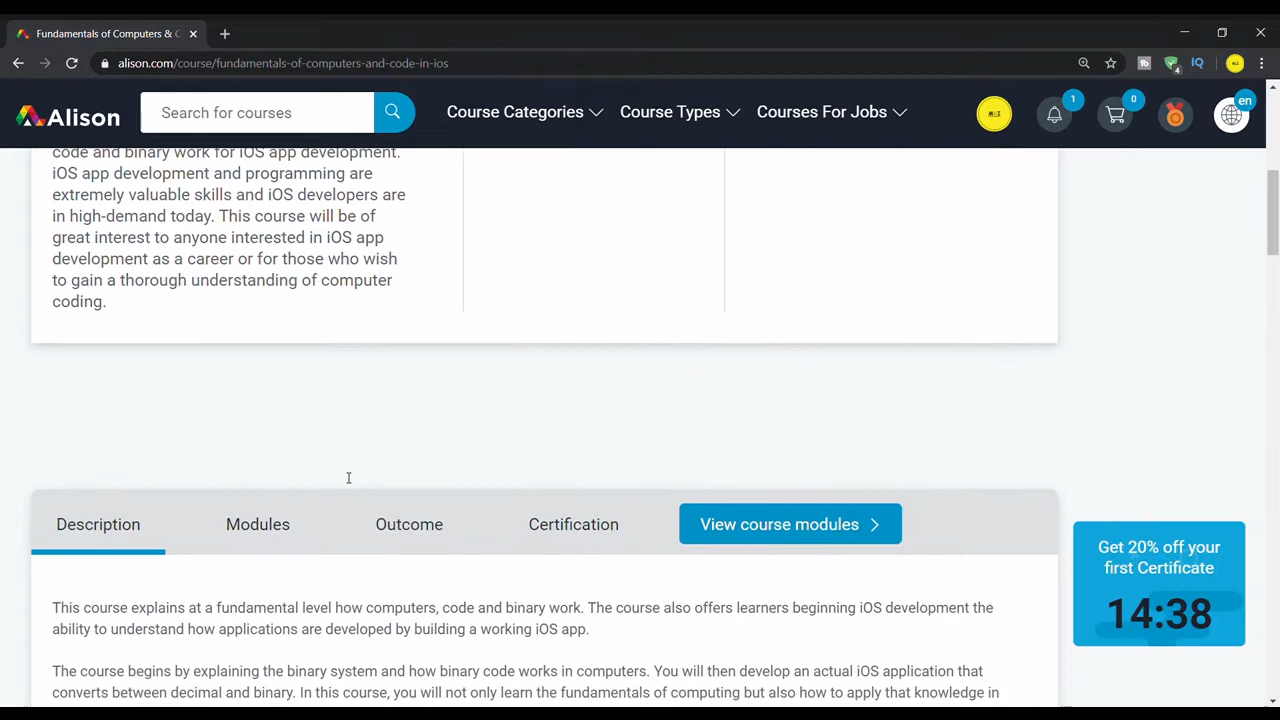 Fundamentals of Computers & C
alison.com/course/fundamentals-of-computers-and-code-in-ios
4
IQ
Alison
Search for courses
Course Categories
Course Types
Courses For Jobs
1
0
en
code and binary work for iOS app development.
iOS app development and programming are
extremely valuable skills and iOS developers are
in high-demand today. This course will be of
great interest to anyone interested in iOS app
development as a career or for those who wish
to gain a thorough understanding of computer
coding.
Description
Modules
Outcome
Certification
View course modules
Get 20% off your
first Certificate
14:38
This course explains at a fundamental level how computers, code and binary work. The course also offers learners beginning iOS development the
ability to understand how applications are developed by building a working iOS app.
The course begins by explaining the binary system and how binary code works in computers. You will then develop an actual iOS application that
converts between decimal and binary. In this course, you will not only learn the fundamentals of computing but also how to apply that knowledge in